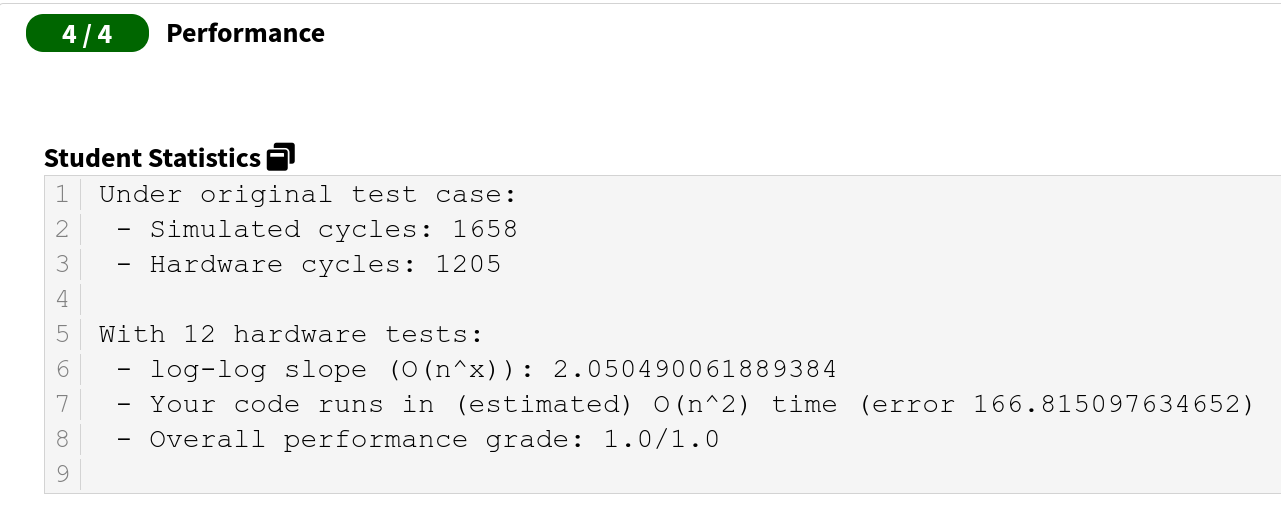 4 / 4 Performance
Student Statistics
1 Under original test case:
2  - Simulated cycles: 1658
3  - Hardware cycles: 1205
4
5 With 12 hardware tests:
6  - log-log slope (O(n^x)): 2.050490061889384
7  - Your code runs in (estimated) O(n^2) time (error 166.815097634652)
8  - Overall performance grade: 1.0/1.0
9